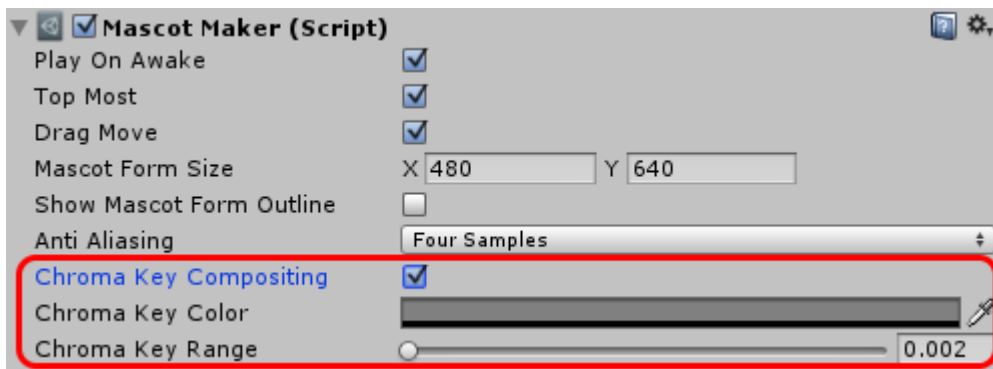 Mascot Maker (Script)
Play On Awake
Top Most
Drag Move
Mascot Form Size X 480 Y 640
Show Mascot Form Outline
Anti Aliasing Four Samples
Chroma Key Compositing
Chroma Key Color
Chroma Key Range 0.002